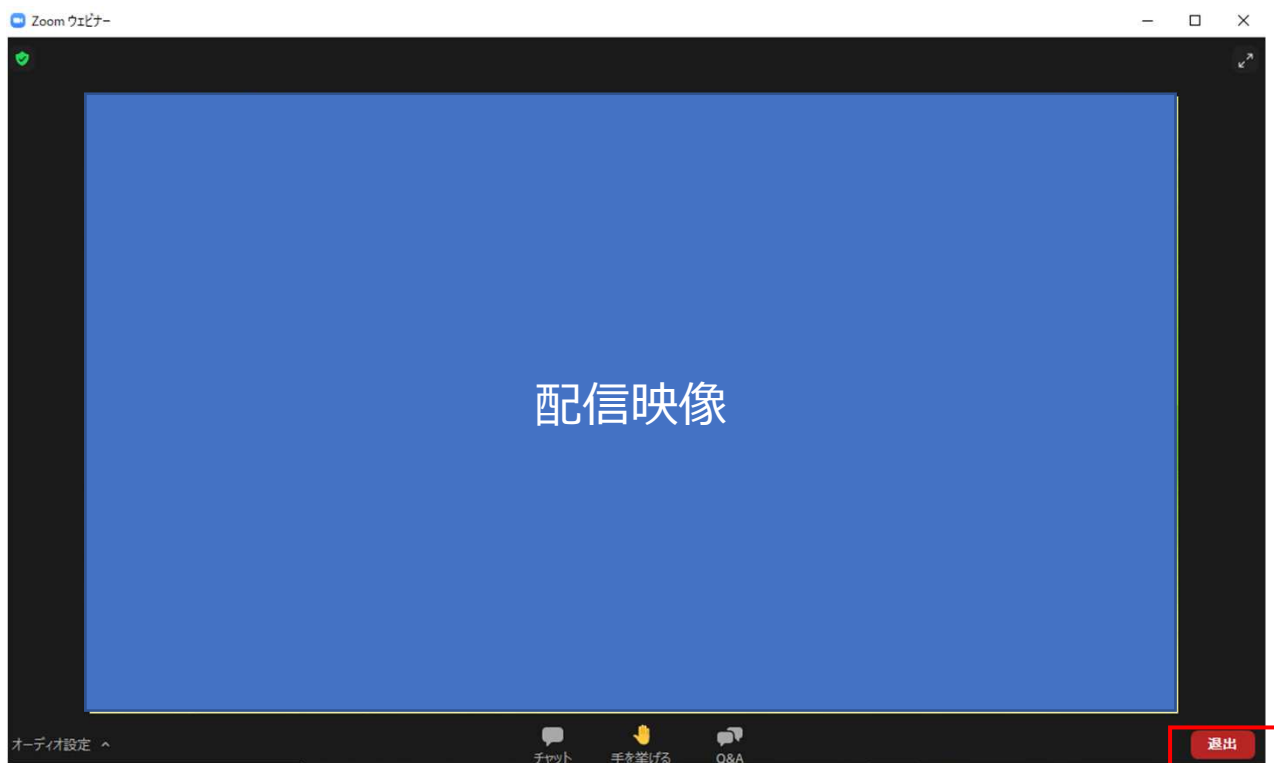 Zoom ウェビナー
配信映像
オーディオ設定
チャット
手を挙げる
Q&A
退出